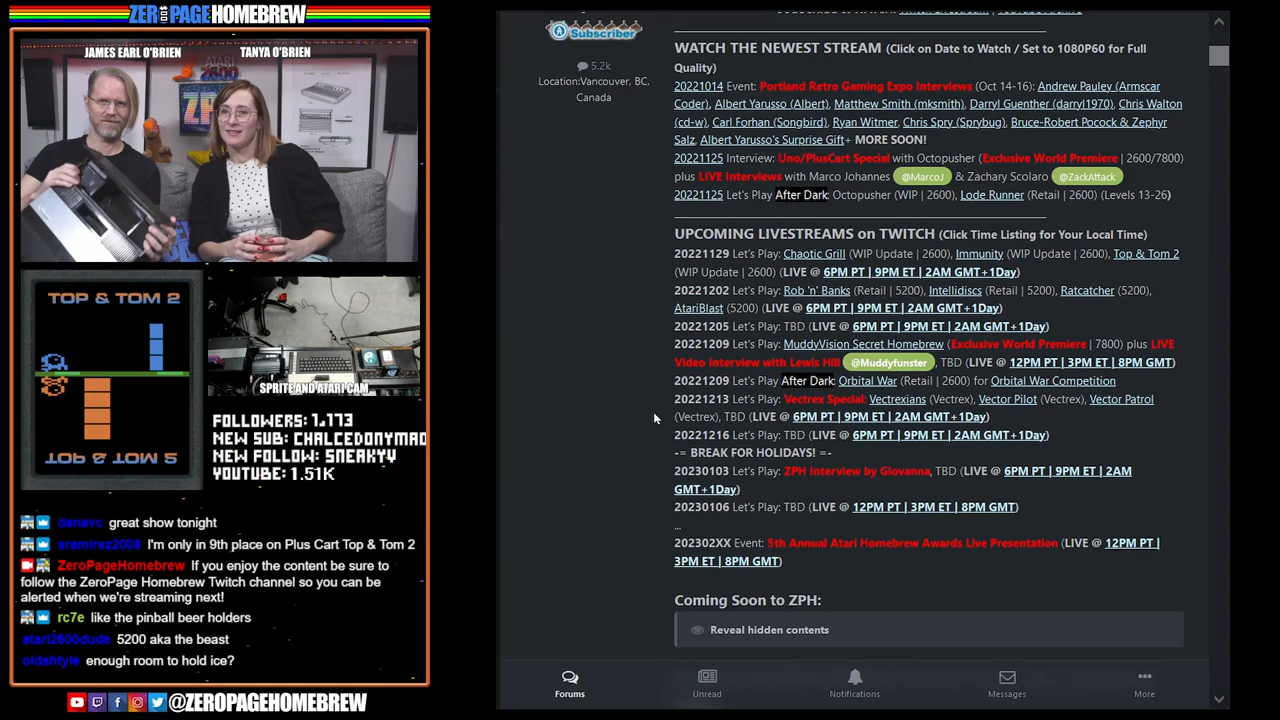 ZEROPAGE HOMEBREW
JAMES EARL O'BRIEN
TANYA O'BRIEN
ATARI
2600
TOP & TOM 2
SPRITE AND ATARI CAM
FOLLOWERS: 1,173
NEW SUB: CHALCEDONYMAO
NEW FOLLOW: SNEAKYY
YOUTUBE: 1.51K
danavc great show tonight
sramirez2008 I'm only in 9th place on Plus Cart Top & Tom 2
ZeroPageHomebrew If you enjoy the content be sure to
follow the ZeroPage Homebrew Twitch channel so you can be
alerted when we're streaming next!
rc7e like the pinball beer holders
atari2600dude 5200 aka the beast
oldshtyle enough room to hold ice?
@ZEROPAGEHOMEBREW
Subscriber
5.2k
Location:Vancouver, BC,
Canada
WATCH THE NEWEST STREAM (Click on Date to Watch / Set to 1080P60 for Full
Quality)
20221014 Event: Portland Retro Gaming Expo Interviews (Oct 14-16): Andrew Pauley (Armscar
Coder), Albert Yarusso (Albert), Matthew Smith (mksmith), Darryl Guenther (darryl1970), Chris Walton
(cd-w), Carl Forhan (Songbird), Ryan Witmer, Chris Spry (Sprybug), Bruce-Robert Pocock & Zephyr
Salz, Albert Yarusso's Surprise Gift+ MORE SOON!
20221125 Interview: Uno/PlusCart Special with Octopusher (Exclusive World Premiere | 2600/7800)
plus LIVE Interviews with Marco Johannes @MarcoJ & Zachary Scolaro @ZackAttack
20221125 Let's Play After Dark: Octopusher (WIP | 2600), Lode Runner (Retail | 2600) (Levels 13-26)
UPCOMING LIVESTREAMS on TWITCH (Click Time Listing for Your Local Time)
20221129 Let's Play: Chaotic Grill (WIP Update | 2600), Immunity (WIP Update | 2600), Top & Tom 2
(WIP Update | 2600) (LIVE @ 6PM PT | 9PM ET | 2AM GMT+1Day)
20221202 Let's Play: Rob 'n' Banks (Retail | 5200), Intellidiscs (Retail | 5200), Ratcatcher (5200),
AtariBlast (5200) (LIVE @ 6PM PT | 9PM ET | 2AM GMT+1Day)
20221205 Let's Play: TBD (LIVE @ 6PM PT | 9PM ET | 2AM GMT+1Day)
20221209 Let's Play: MuddyVision Secret Homebrew (Exclusive World Premiere | 7800) plus LIVE
Video Interview with Lewis Hill @Muddyfunster, TBD (LIVE @ 12PM PT | 3PM ET | 8PM GMT)
20221209 Let's Play After Dark: Orbital War (Retail | 2600) for Orbital War Competition
20221213 Let's Play: Vectrex Special: Vectrexians (Vectrex), Vector Pilot (Vectrex), Vector Patrol
(Vectrex), TBD (LIVE @ 6PM PT | 9PM ET | 2AM GMT+1Day)
20221216 Let's Play: TBD (LIVE @ 6PM PT | 9PM ET | 2AM GMT+1Day)
-= BREAK FOR HOLIDAYS! =-
20230103 Let's Play: ZPH Interview by Giovanna, TBD (LIVE @ 6PM PT | 9PM ET | 2AM
GMT+1Day)
20230106 Let's Play: TBD (LIVE @ 12PM PT | 3PM ET | 8PM GMT)
...
202302XX Event: 5th Annual Atari Homebrew Awards Live Presentation (LIVE @ 12PM PT |
3PM ET | 8PM GMT)
Coming Soon to ZPH:
Reveal hidden contents
Forums
Unread
Notifications
Messages
More